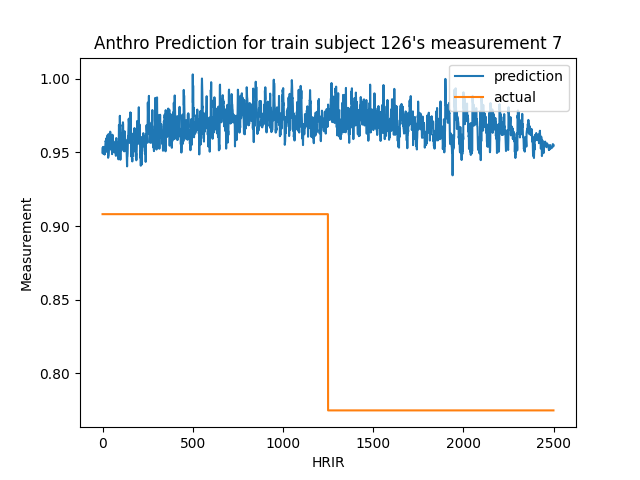 Anthro Prediction for train subject 126's measurement 7
prediction
actual
1.00
0.95
0.90
0.85
0.80
Measurement
0
500
1000
1500
2000
2500
HRIR